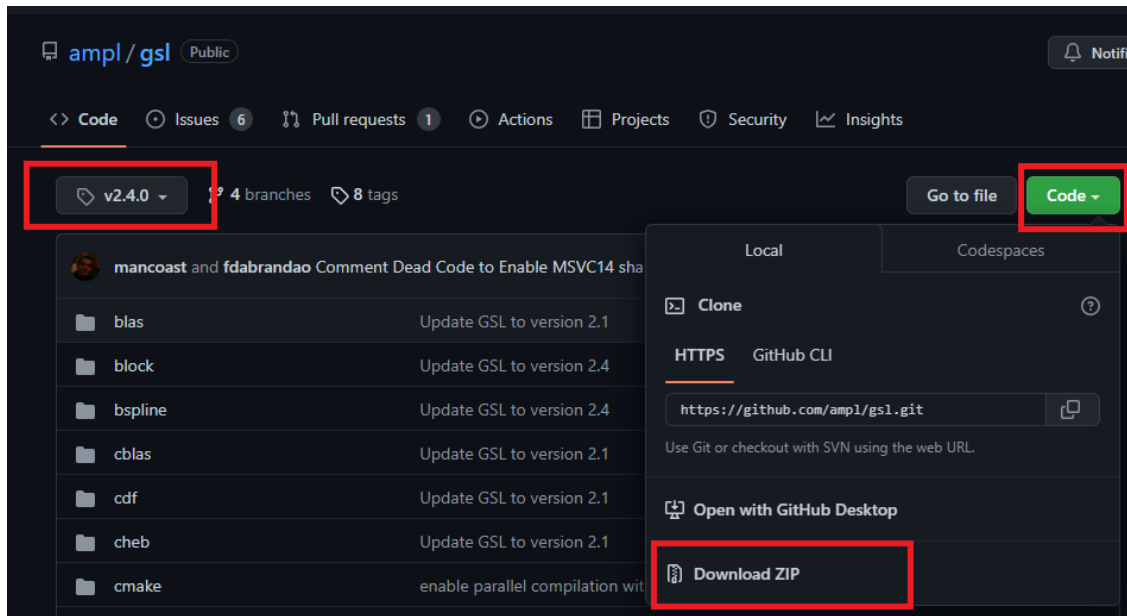 ampl / gsl Public
Notifi
<> Code Issues 6 Pull requests 1 Actions Projects Security Insights
v2.4.0 4 branches 8 tags Go to file Code
mancoast and fdabrandao Comment Dead Code to Enable MSVC14 sha
Local Codespaces
Clone
HTTPS GitHub CLI
https://github.com/ampl/gsl.git
Use Git or checkout with SVN using the web URL.
Open with GitHub Desktop
Download ZIP
blas Update GSL to version 2.1
block Update GSL to version 2.4
bspline Update GSL to version 2.4
cblas Update GSL to version 2.1
cdf Update GSL to version 2.1
cheb Update GSL to version 2.1
cmake enable parallel compilation wit